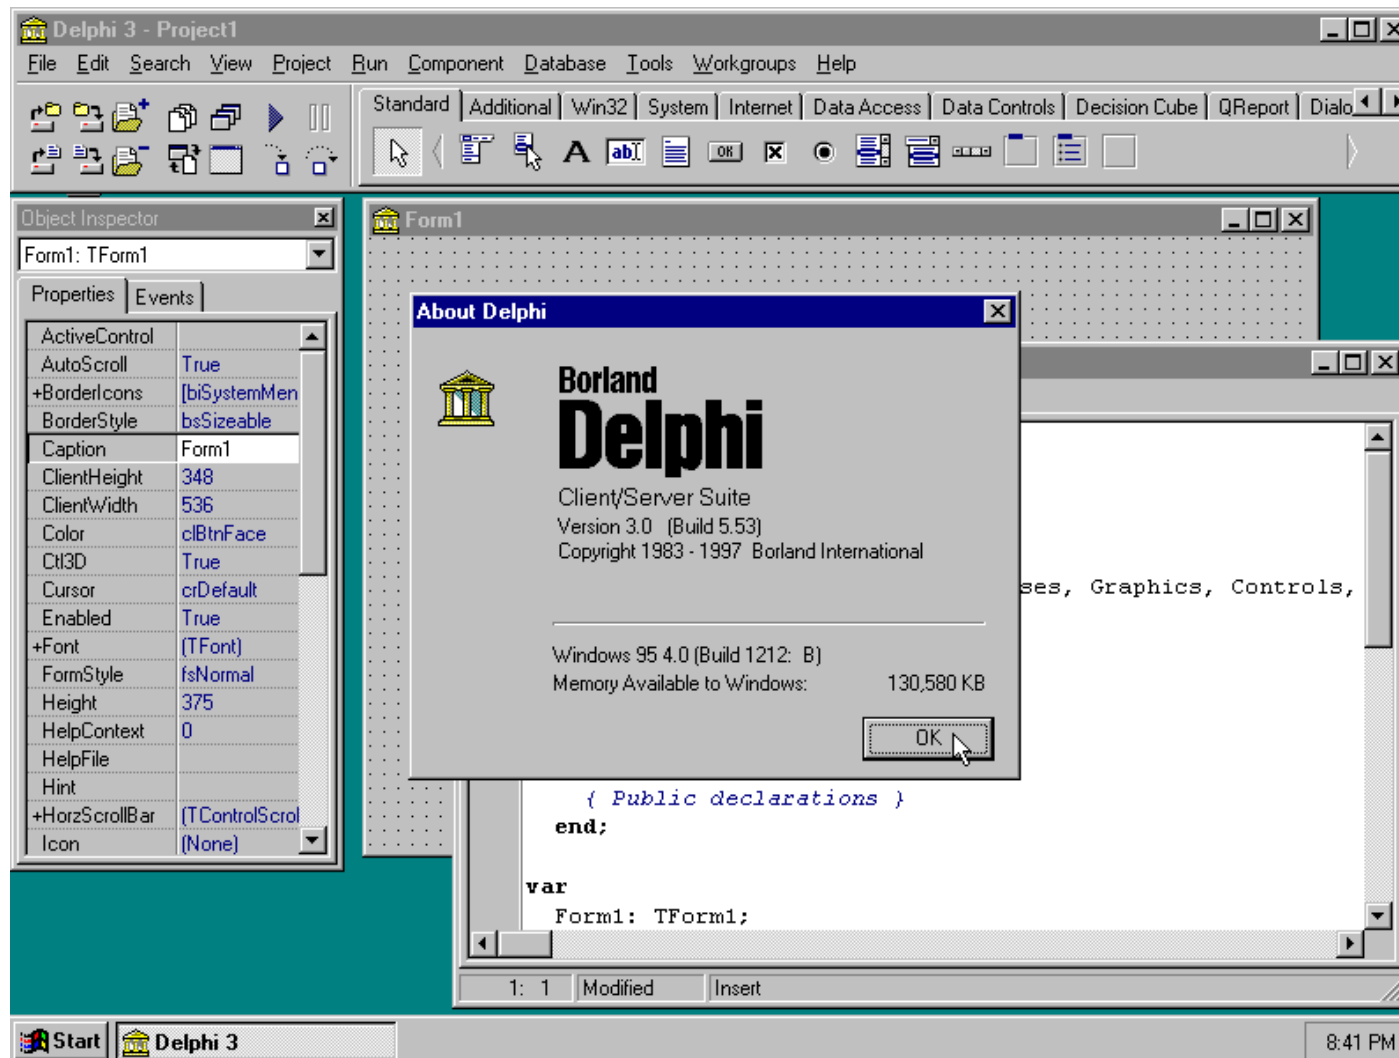 Delphi 3 - Project1
File Edit Search View Project Run Component Database Tools Workgroups Help
Standard Additional Win32 System Internet Data Access Data Controls Decision Cube QReport Dialo
A ab OK
Object Inspector
Form1: TForm1
Properties Events
ActiveControl
AutoScroll True
+BorderIcons [biSystemMen
BorderStyle bsSizeable
Caption Form1
ClientHeight 348
ClientWidth 536
Color clBtnFace
Ctl3D True
Cursor crDefault
Enabled True
+Font (TFont)
FormStyle fsNormal
Height 375
HelpContext 0
HelpFile
Hint
+HorzScrollBar (TControlScrol
Icon (None)
Form1
About Delphi
Borland
Delphi
Client/Server Suite
Version 3.0 (Build 5.53)
Copyright 1983 - 1997 Borland International
Windows 95 4.0 (Build 1212: B)
Memory Available to Windows: 130,580 KB
OK
ses, Graphics, Controls,
{ Public declarations }
end;
var
Form1: TForm1;
1: 1 Modified Insert
Start Delphi 3 8:41 PM